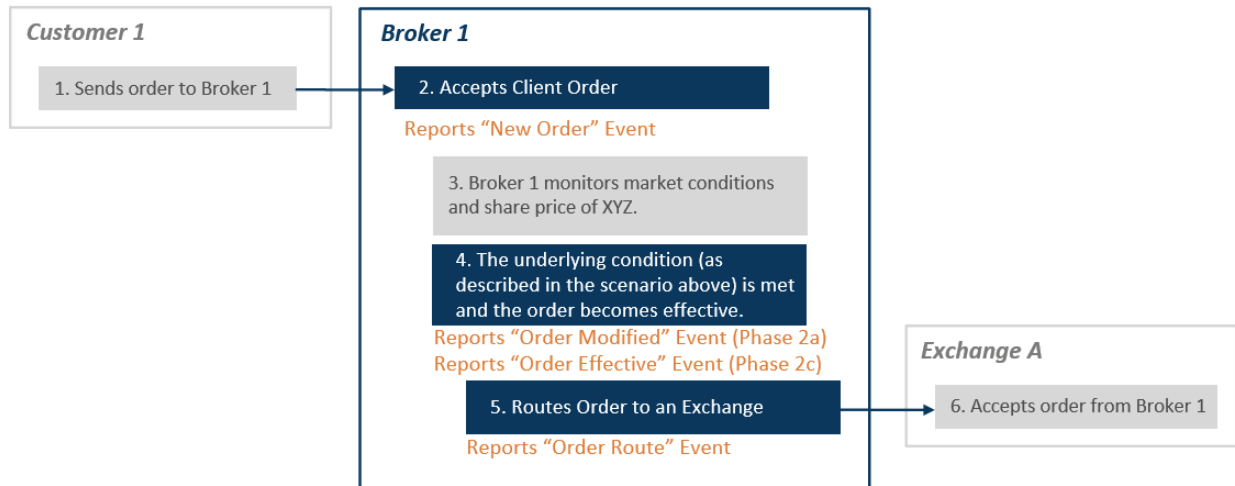 Customer 1
1. Sends order to Broker 1
Broker 1
2. Accepts Client Order
Reports “New Order” Event
3. Broker 1 monitors market conditions
and share price of XYZ.
4. The underlying condition (as
described in the scenario above) is met
and the order becomes effective.
Reports “Order Modified” Event (Phase 2a)
Reports “Order Effective” Event (Phase 2c)
5. Routes Order to an Exchange
Reports “Order Route” Event
Exchange A
6. Accepts order from Broker 1